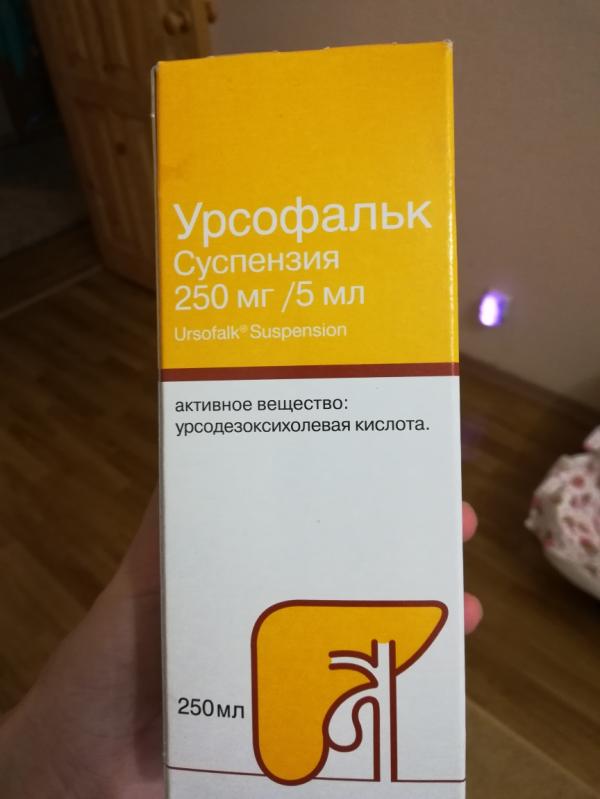 Урсофальк
Суспензия
250 мг /5 мл
Ursofalk® Suspension
активное вещество:
урсодезоксихолевая кислота.
250мл